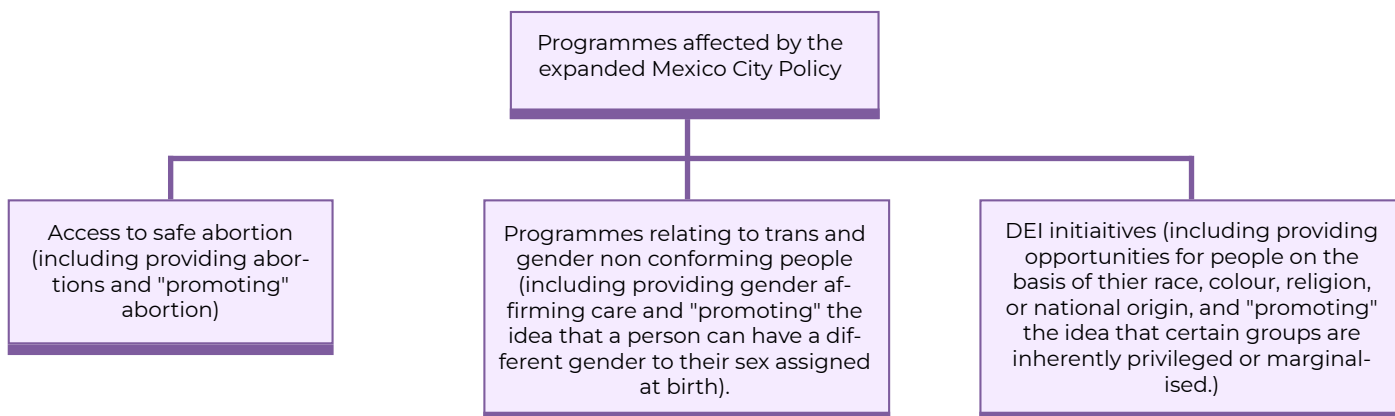 Programmes affected by the
expanded Mexico City Policy
Access to safe abortion
(including providing abor-
tions and "promoting"
abortion)
Programmes relating to trans and
gender non conforming people
(including providing gender af-
firming care and "promoting" the
idea that a person can have a dif-
ferent gender to their sex assigned
at birth).
DEI initiaitives (including providing
opportunities for people on the
basis of thier race, colour, religion,
or national origin, and "promoting"
the idea that certain groups are
inherently privileged or marginal-
ised.)